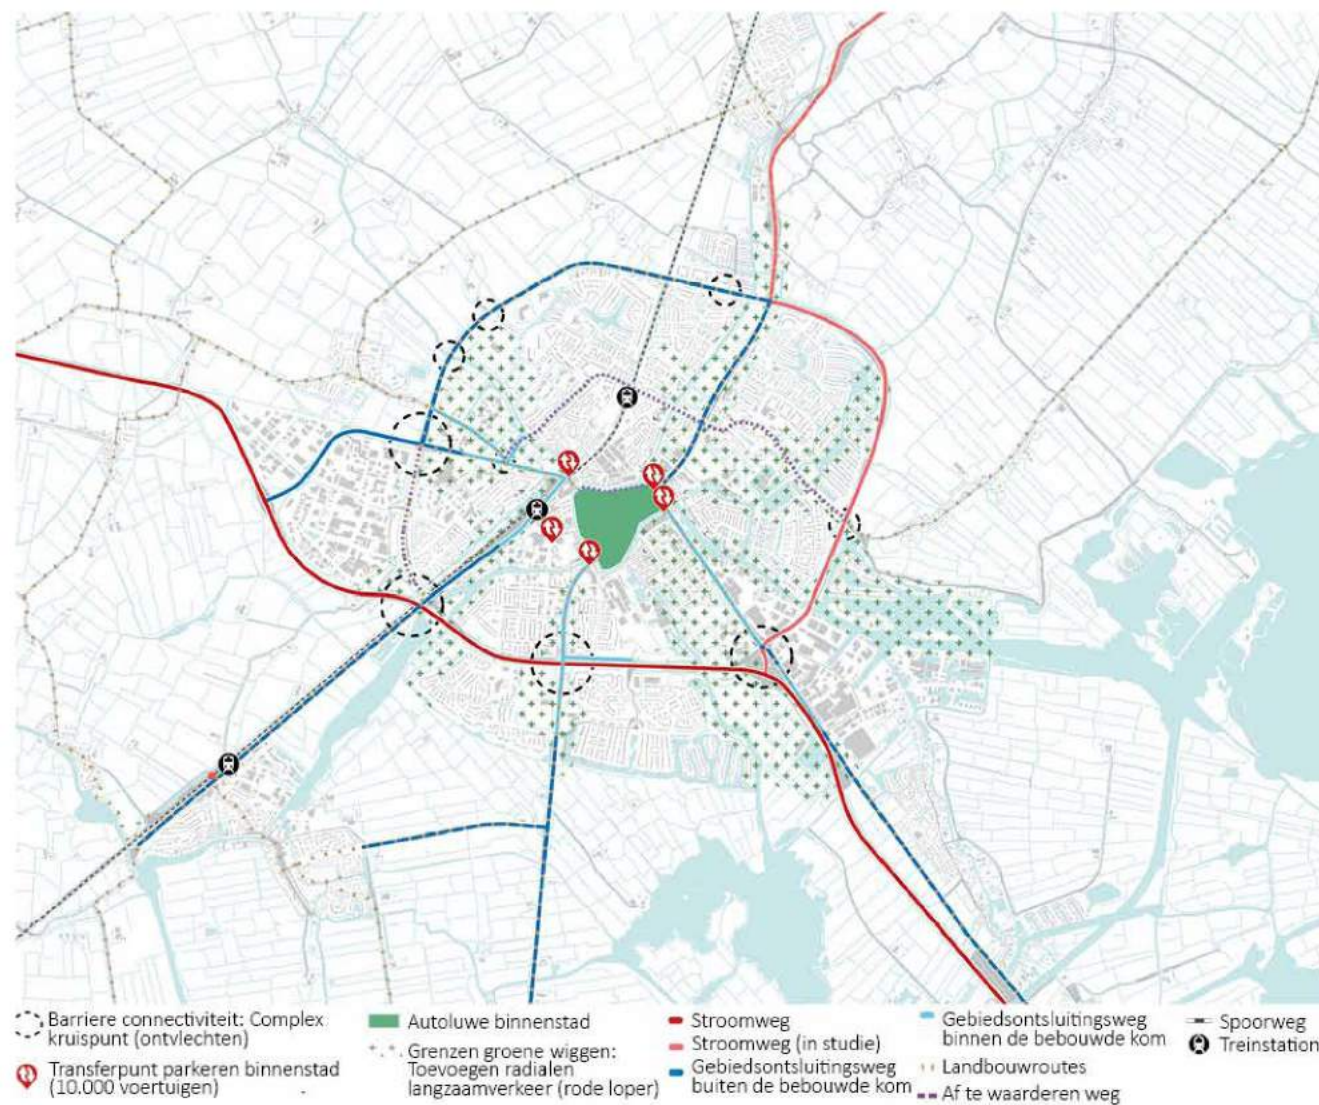 Barriere connectiviteit: Complex
kruispunt (ontvlechten)
Transferpunt parkeren binnenstad
(10.000 voertuigen)
Autoluwe binnenstad
Grenzen groene wiggen:
Toevoegen radialen
langzaamverkeer (rode loper)
Stroomweg
Stroomweg (in studie)
Gebiedsontsluitingsweg
buiten de bebouwde kom
Gebiedsontsluitingsweg
binnen de bebouwde kom
Landbouwroutes
Af te waarderen weg
Spoorweg
Treinstation